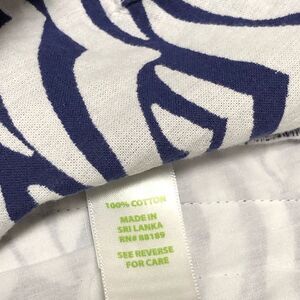 100% COTTON
MADE IN
SRI LANKA
RN# 88189
SEE REVERSE
FOR CARE